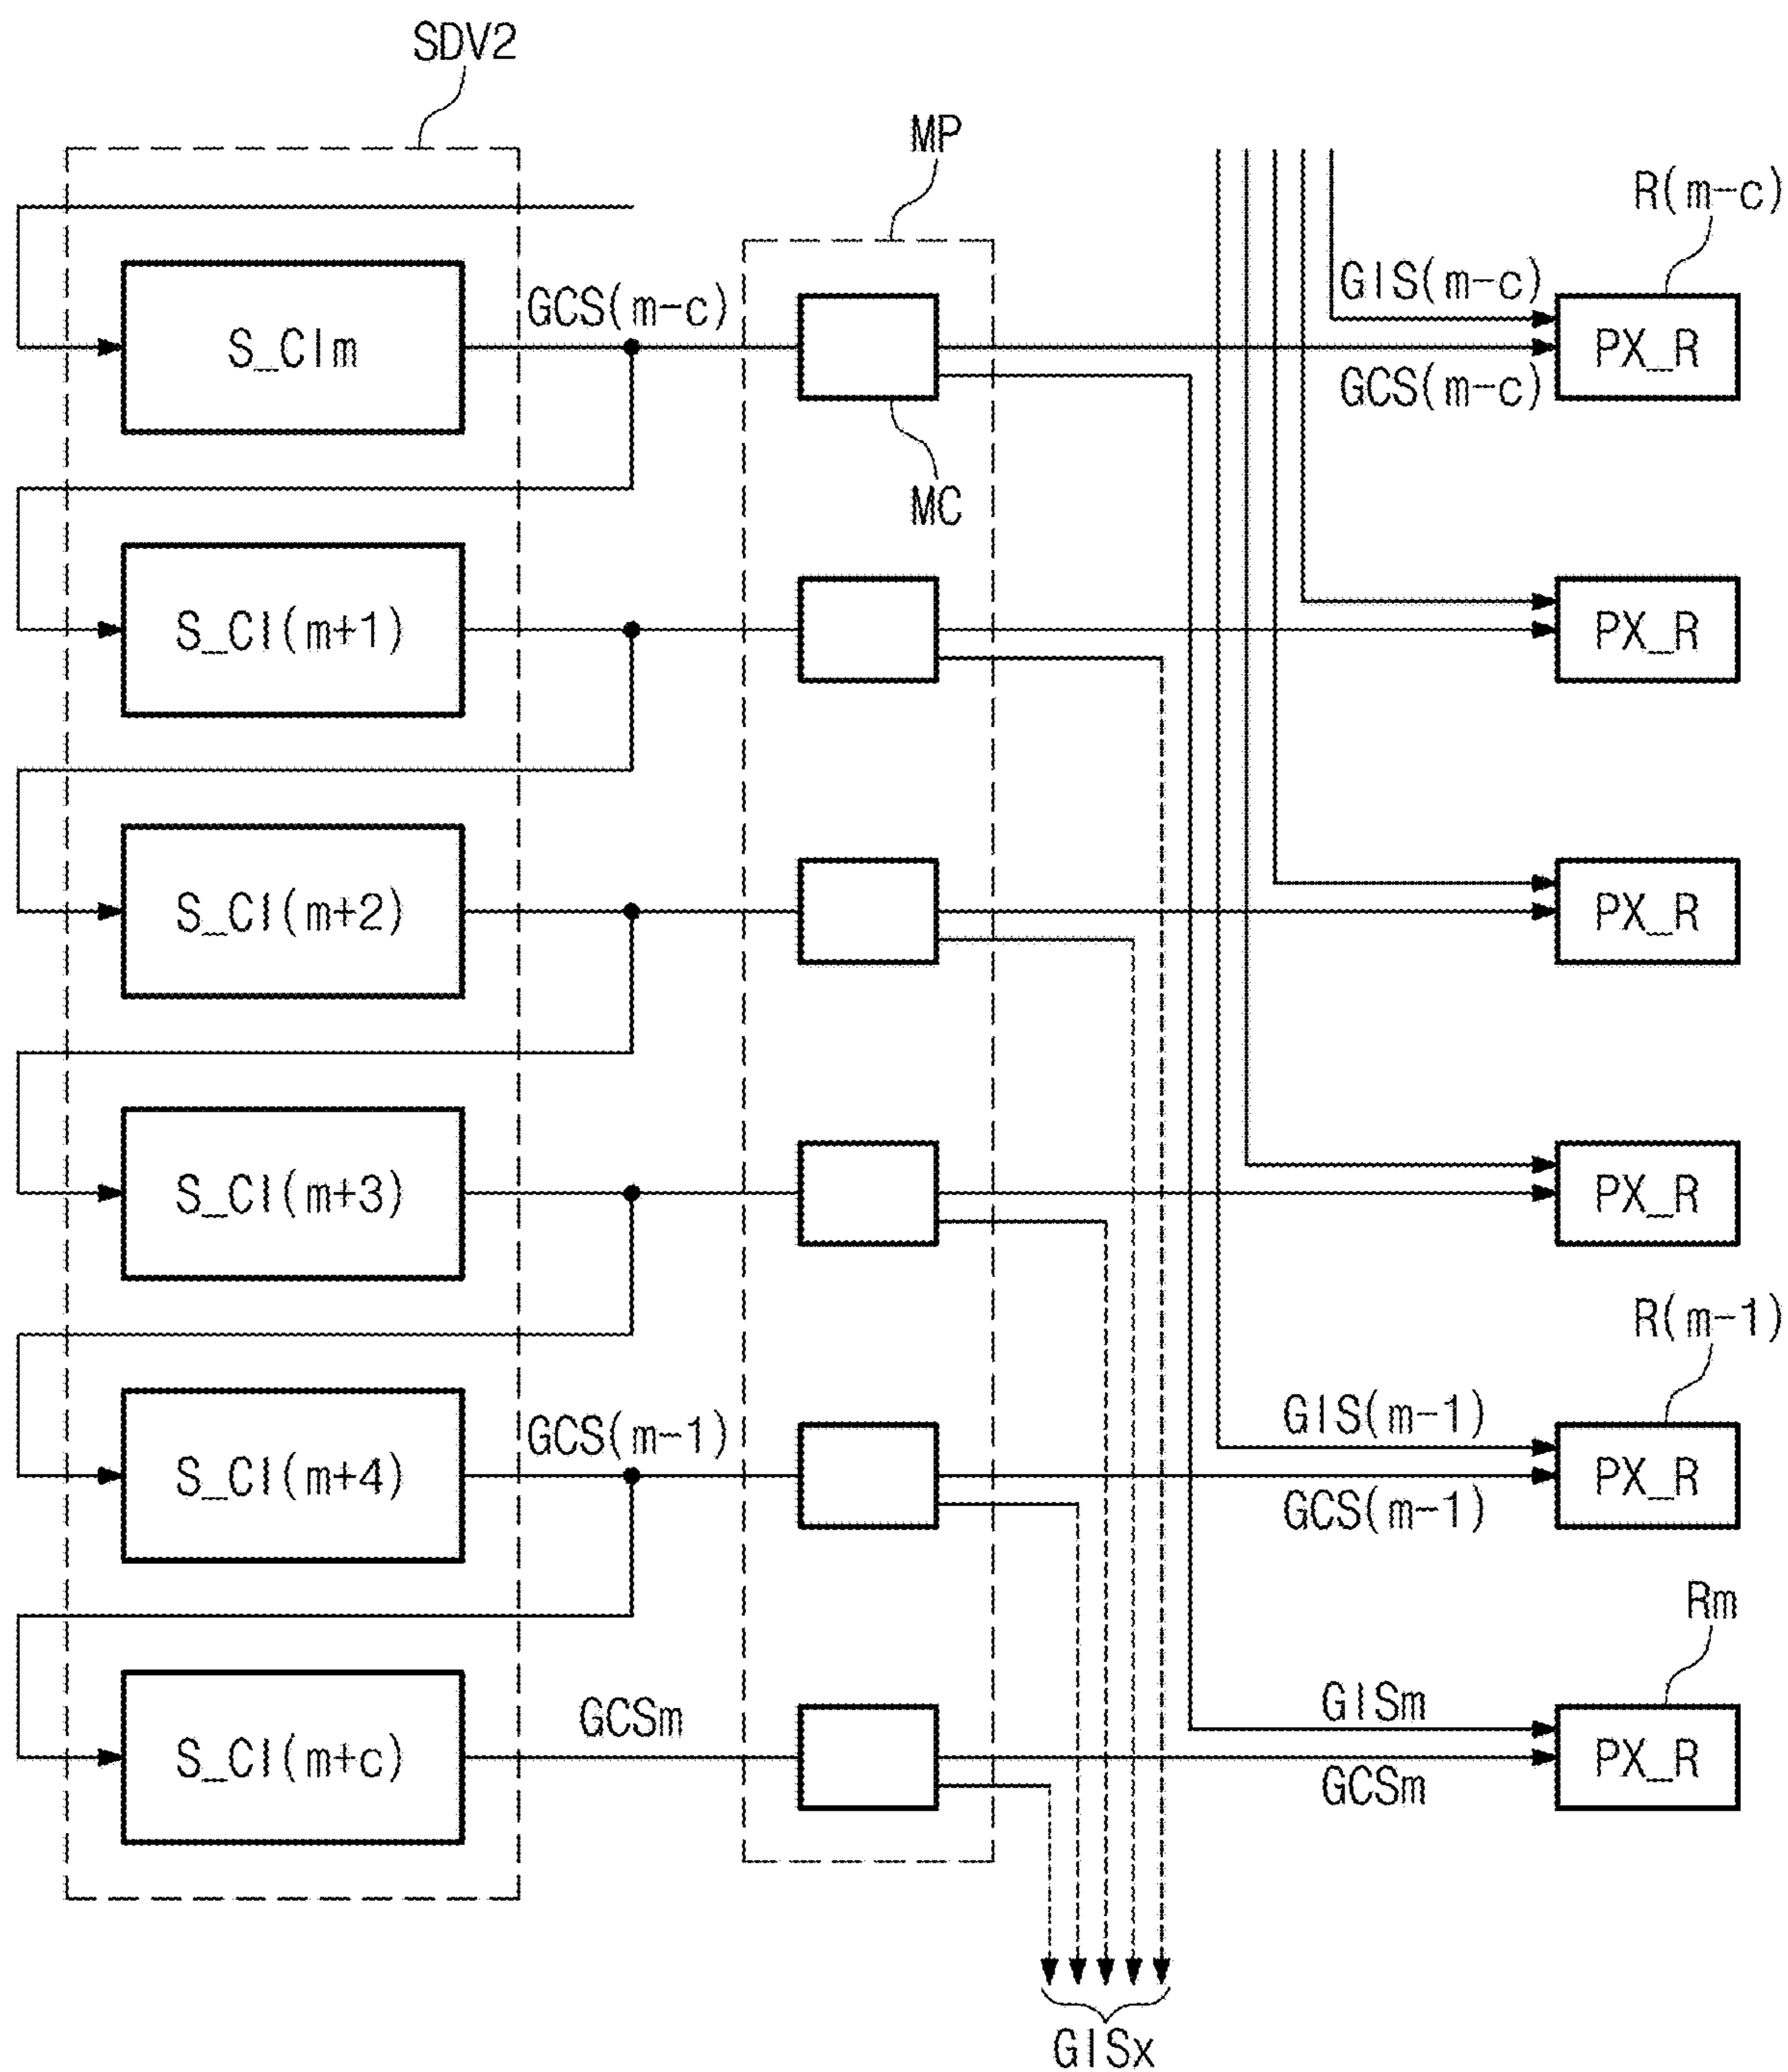 SDV2
MP
R(m-c)
GIS(m-c)
GCS(m-c)
S_CIm
PX_R
GCS(m-c)
MC
S_CI(m+1)
PX_R
S_CI(m+2)
PX_R
S_CI(m+3)
PX_R
R(m-1)
GIS(m-1)
GCS(m-1)
S_CI(m+4)
PX_R
GCS(m-1)
Rm
GISm
GCSm
S_CI(m+c)
PX_R
GCSm
GISx